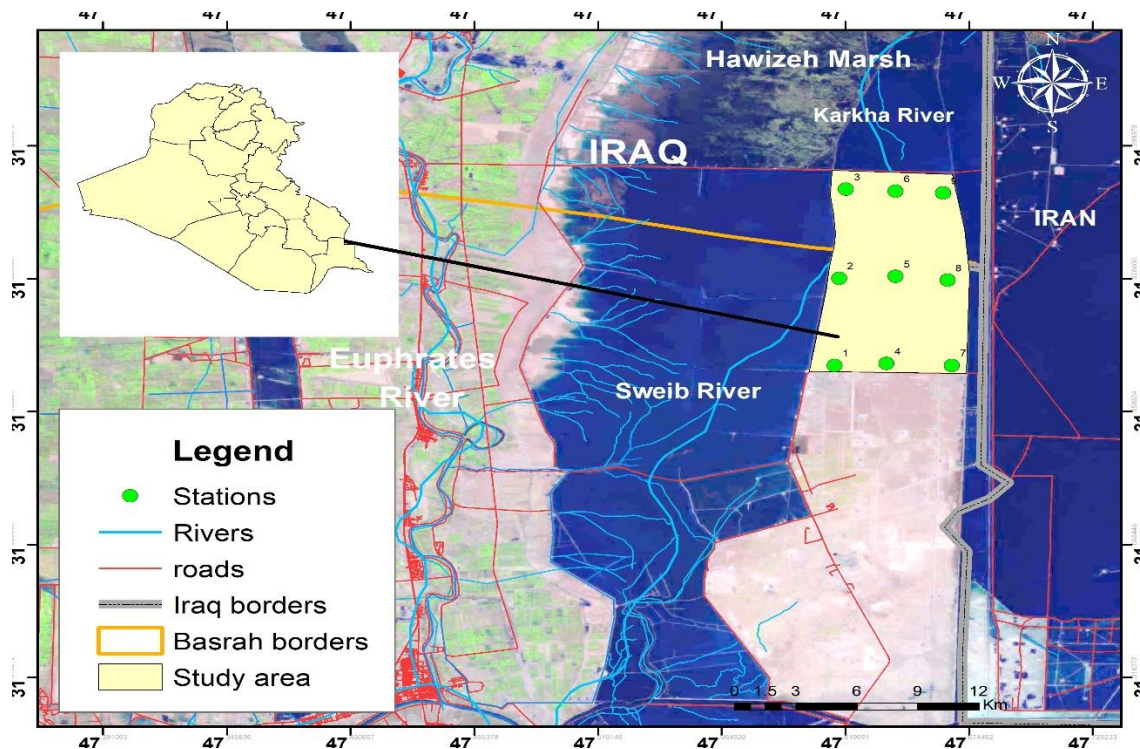 47 47 47 47 47 47 47 47 47
Hawizeh Marsh
N
W E
S
Karkha River
31
IRAQ
3 6 9
IRAN
31
2 5 8
1 4 7
Euphrates
River
Sweib River
31
Legend
Stations
Rivers
roads
31
Iraq borders
Basrah borders
Study area
31
0 1.5 3 6 9 12
Km
47 47 47 47 47 47 47 47 47